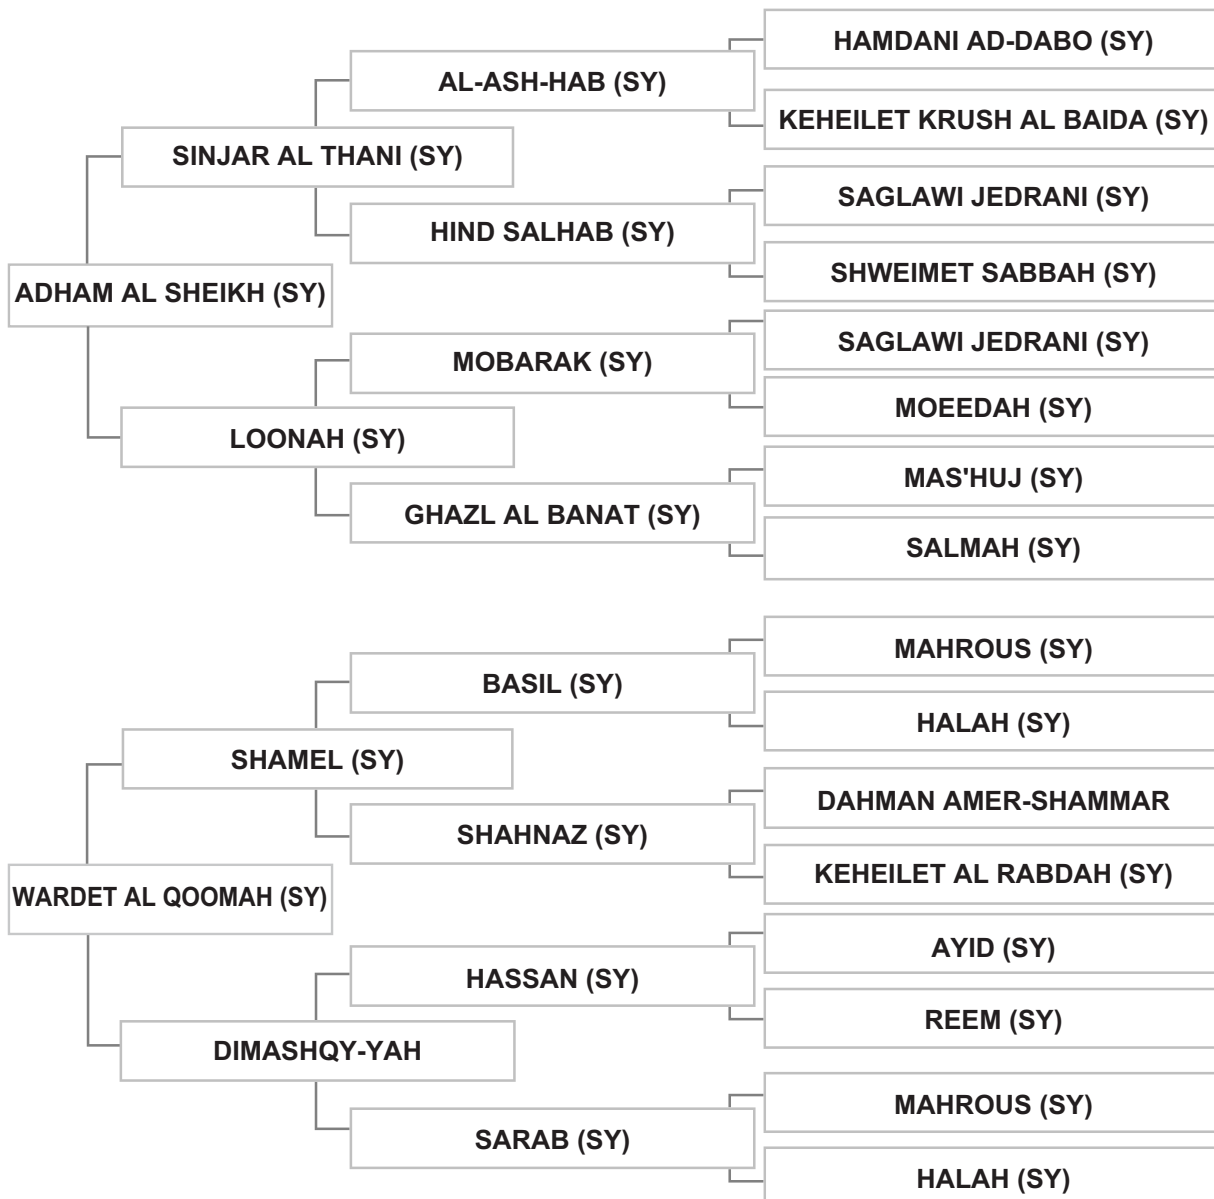 HAMDANI AD-DABO (SY)
AL-ASH-HAB (SY)
KEHEILET KRUSH AL BAIDA (SY)
SINJAR AL THANI (SY)
SAGLAWI JEDRANI (SY)
HIND SALHAB (SY)
SHWEIMET SABBAH (SY)
ADHAM AL SHEIKH (SY)
SAGLAWI JEDRANI (SY)
MOBARAK (SY)
MOEEDAH (SY)
LOONAH (SY)
MAS'HUJ (SY)
GHAZL AL BANAT (SY)
SALMAH (SY)
MAHROUS (SY)
BASIL (SY)
HALAH (SY)
SHAMEL (SY)
DAHMAN AMER-SHAMMAR
SHAHNAZ (SY)
KEHEILET AL RABDAH (SY)
WARDET AL QOOMAH (SY)
AYID (SY)
HASSAN (SY)
REEM (SY)
DIMASHQY-YAH
MAHROUS (SY)
SARAB (SY)
HALAH (SY)